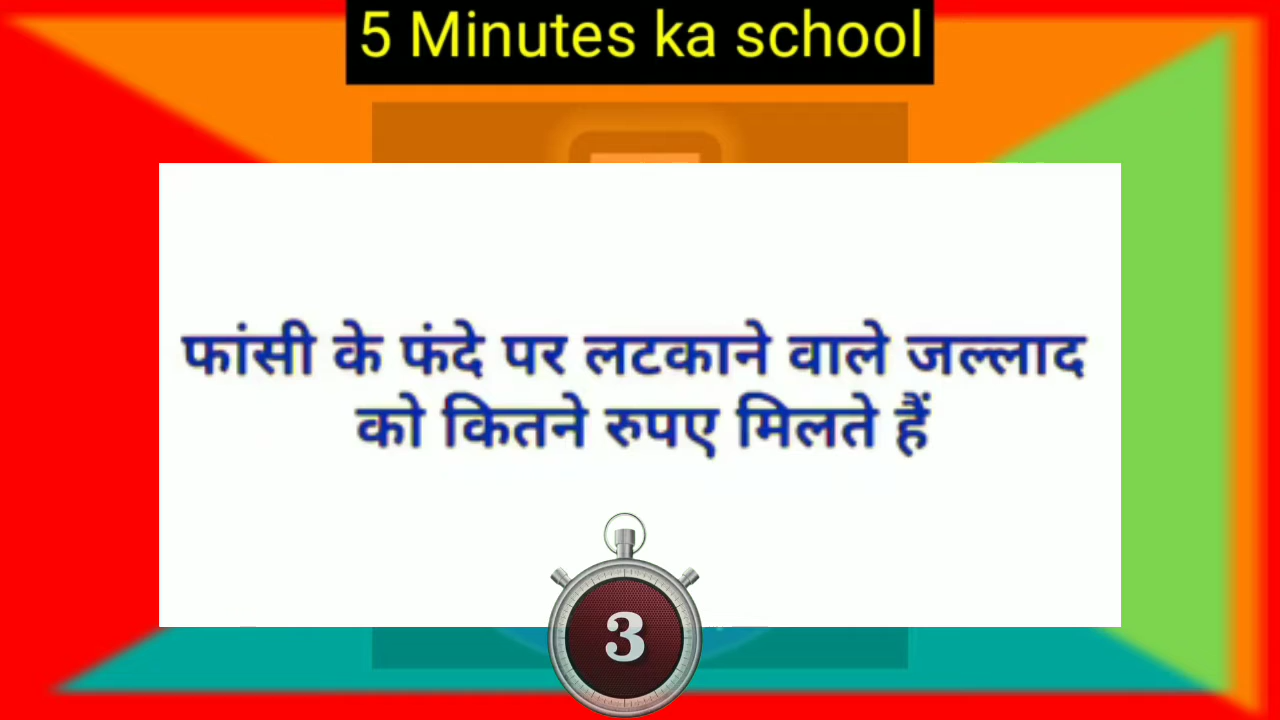 5 Minutes ka school
फांसी के फंदे पर लटकाने वाले जल्लाद
को कितने रुपए मिलते हैं
3